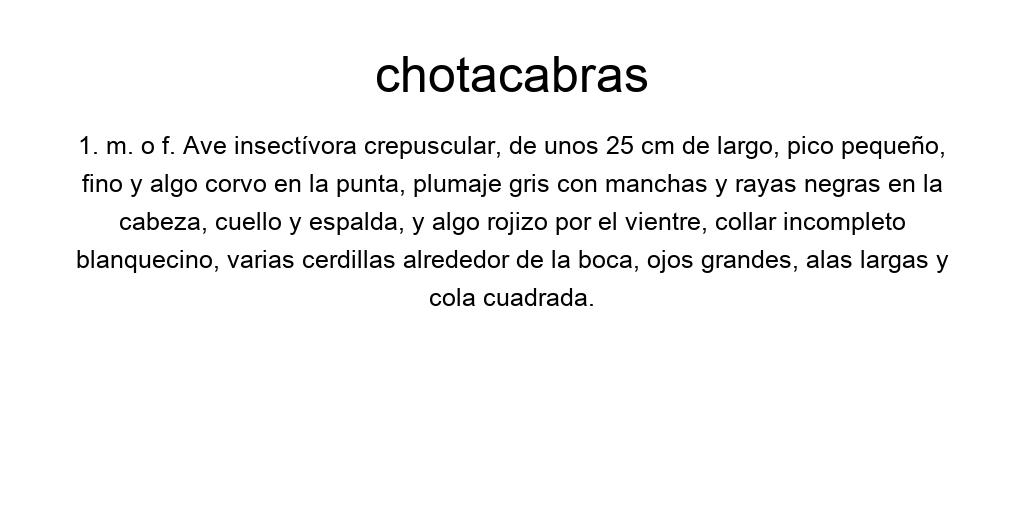 chotacabras
1. m. o f. Ave insectívora crepuscular, de unos 25 cm de largo, pico pequeño,
fino y algo corvo en la punta, plumaje gris con manchas y rayas negras en la
cabeza, cuello y espalda, y algo rojizo por el vientre, collar incompleto
blanquecino, varias cerdillas alrededor de la boca, ojos grandes, alas largas y
cola cuadrada.